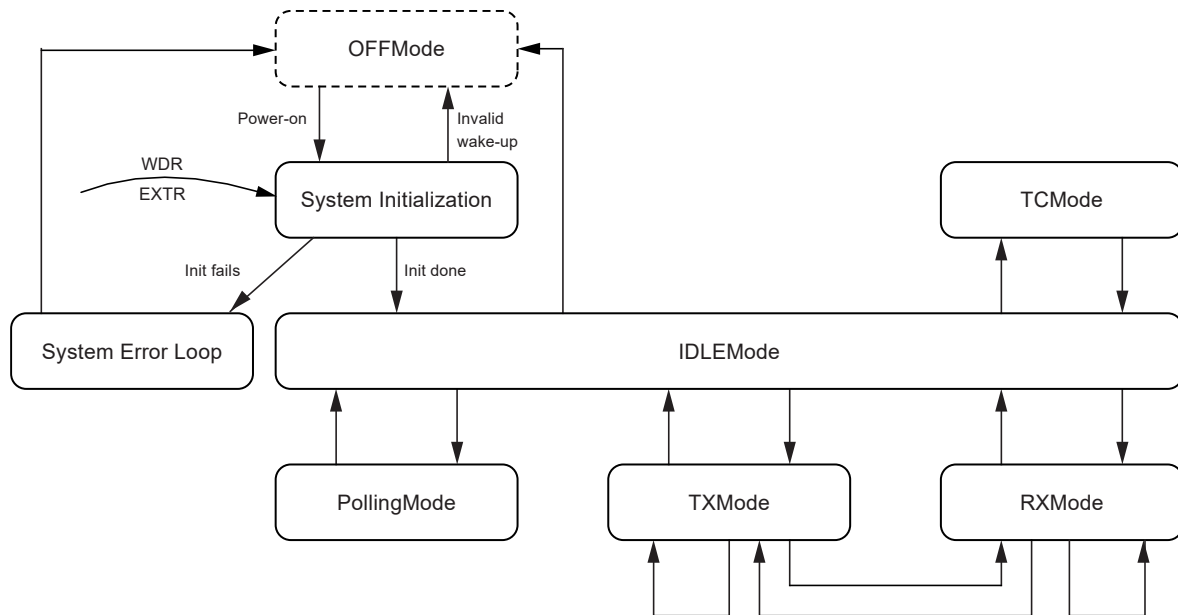 OFFMode
Power-on
Invalid
wake-up
WDR
EXTR
System Initialization
TCMode
Init fails
Init done
System Error Loop
IDLEMode
PollingMode
TXMode
RXMode